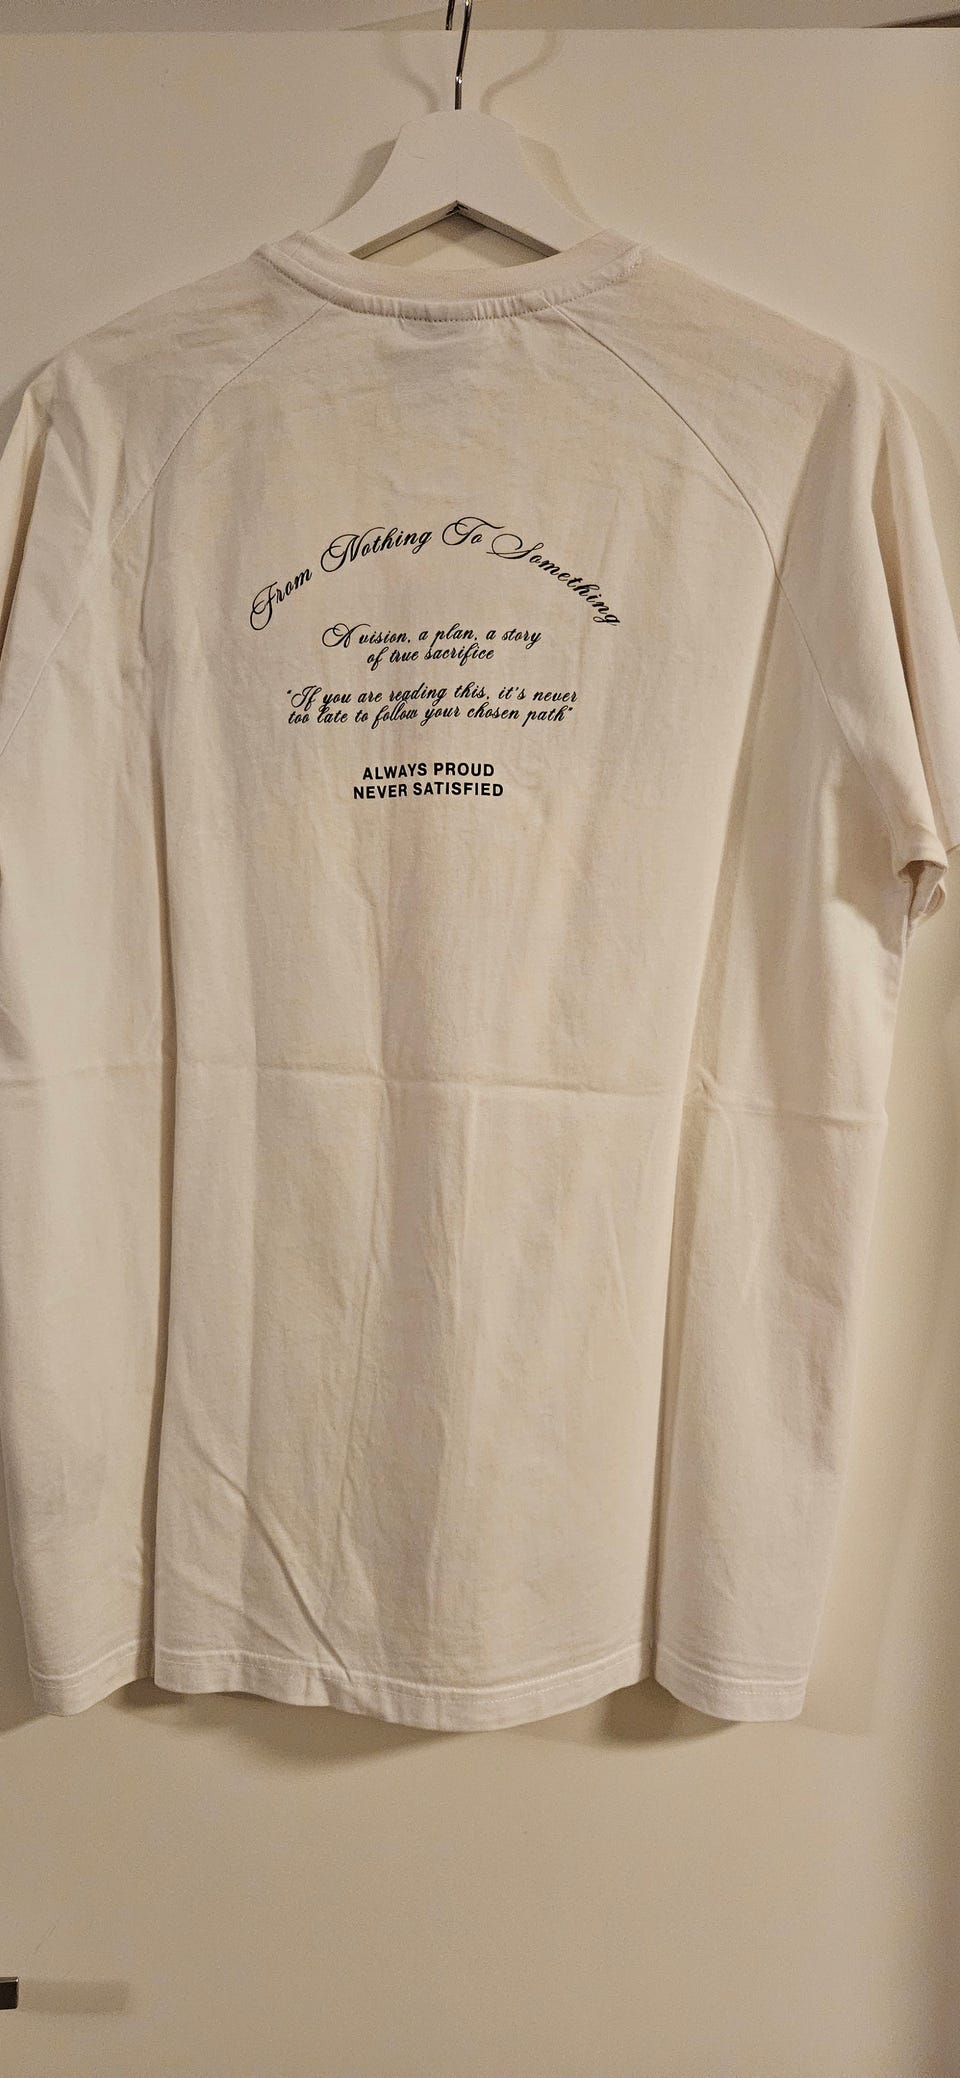 From Nothing To Something
A vision, a plan, a story
of true sacrifice
"If you are reading this, it's never
too late to follow your chosen path"
ALWAYS PROUD
NEVER SATISFIED